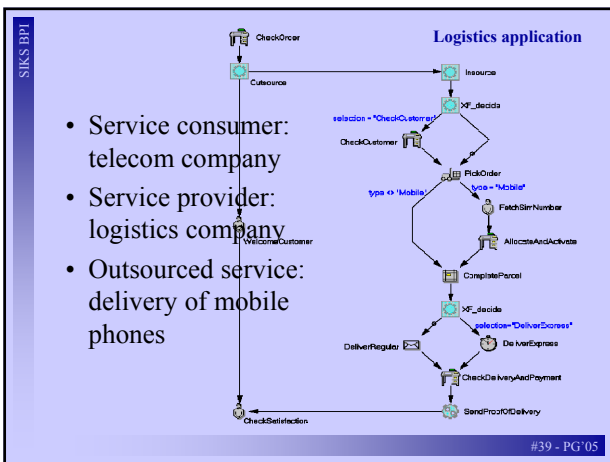 SIKS BPI
Logistics application
CheckOrder
Outsource
Insource
XF_decide
selection = "CheckCustomer"
CheckCustomer
PickOrder
type <> 'Mobile'
type = "Mobile"
FetchSimNumber
AllocateAndActivate
WelcomeCustomer
CompleteParcel
XF_decide
selection="DeliverExpress"
DeliverRegular
DeliverExpress
CheckDeliveryAndPayment
SendProofOfDelivery
CheckSatisfaction
• Service consumer:
telecom company
• Service provider:
logistics company
• Outsourced service:
delivery of mobile
phones
#39 - PG'05